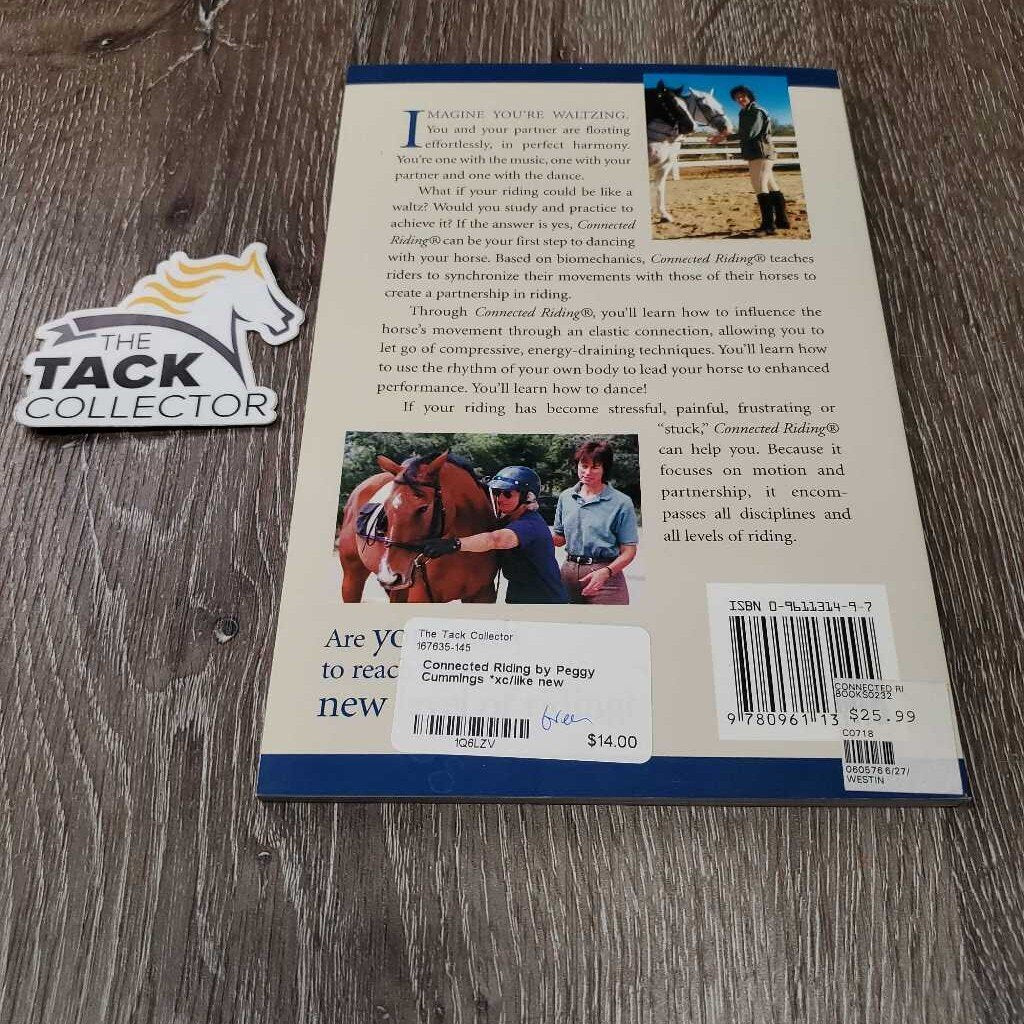 THE
TACK
COLLECTOR
IMAGINE YOU'RE WALTZING.
You and your partner are floating
effortlessly, in perfect harmony.
You're one with the music, one with your
partner and one with the dance.
What if your riding could be like a
waltz? Would you study and practice to
achieve it? If the answer is yes, Connected
Riding® can be your first step to dancing
with your horse. Based on biomechanics, Connected Riding® teaches
riders to synchronize their movements with those of their horses to
create a partnership in riding.
Through Connected Riding®, you'll learn how to influence the
horse's movement through an elastic connection, allowing you to
let go of compressive, energy-draining techniques. You'll learn how
to use the rhythm of your own body to lead your horse to enhanced
performance. You'll learn how to dance!
If your riding has become stressful, painful, frustrating or
"stuck," Connected Riding®
can help you. Because it
focuses on motion and
partnership, it encom-
passes all disciplines and
all levels of riding.
Are
to
new
The Tack Collector
167635-145
Connected Riding by Peggy
Cummings *xc/like new
Green
1Q6LZV
$14.00
ISBN 0-9611314-9-7
9 780961 13
CONNECTED RI
BOOKS0232
$25.99
C0718
060576 6/27/
WESTIN